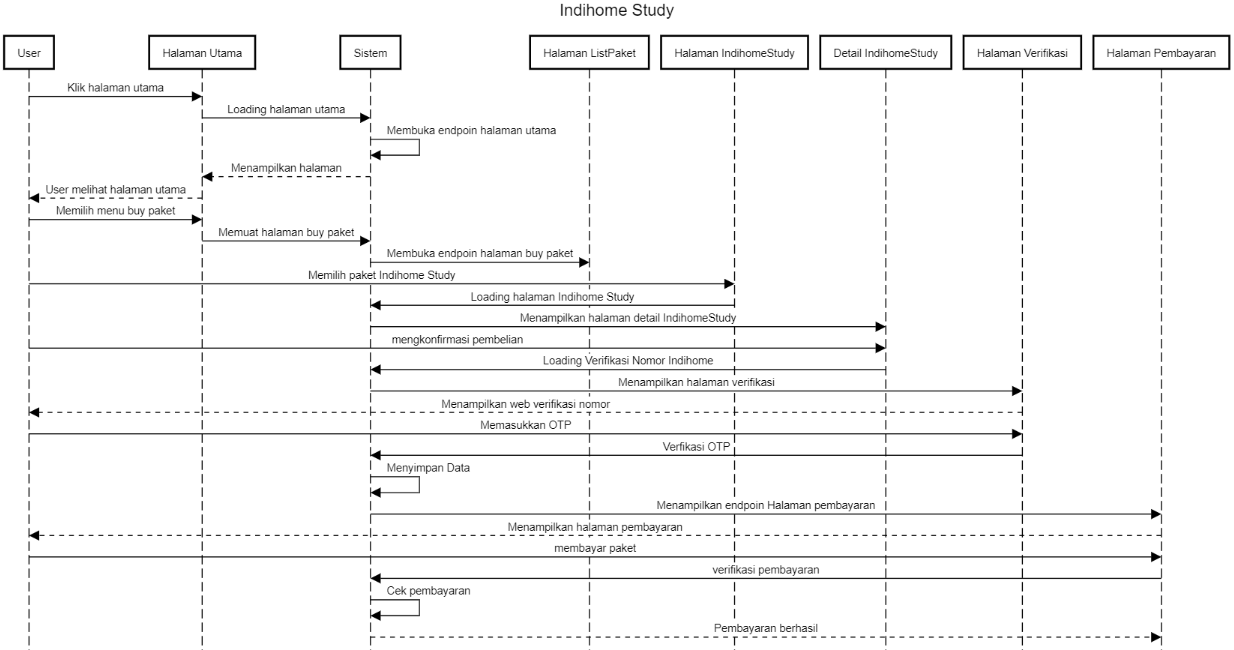 Indihome Study
User
Halaman Utama
Sistem
Halaman ListPaket
Halaman IndihomeStudy
Detail IndihomeStudy
Halaman Verifikasi
Halaman Pembayaran
Klik halaman utama
Loading halaman utama
Membuka endpoin halaman utama
Menampilkan halaman
User melihat halaman utama
Memilih menu buy paket
Memuat halaman buy paket
Membuka endpoin halaman buy paket
Memilih paket Indihome Study
Loading halaman Indihome Study
Menampilkan halaman detail IndihomeStudy
mengkonfirmasi pembelian
Loading Verifikasi Nomor Indihome
Menampilkan halaman verifikasi
Menampilkan web verifikasi nomor
Memasukkan OTP
Verfikasi OTP
Menyimpan Data
Menampilkan endpoin Halaman pembayaran
Menampilkan halaman pembayaran
membayar paket
verifikasi pembayaran
Cek pembayaran
Pembayaran berhasil